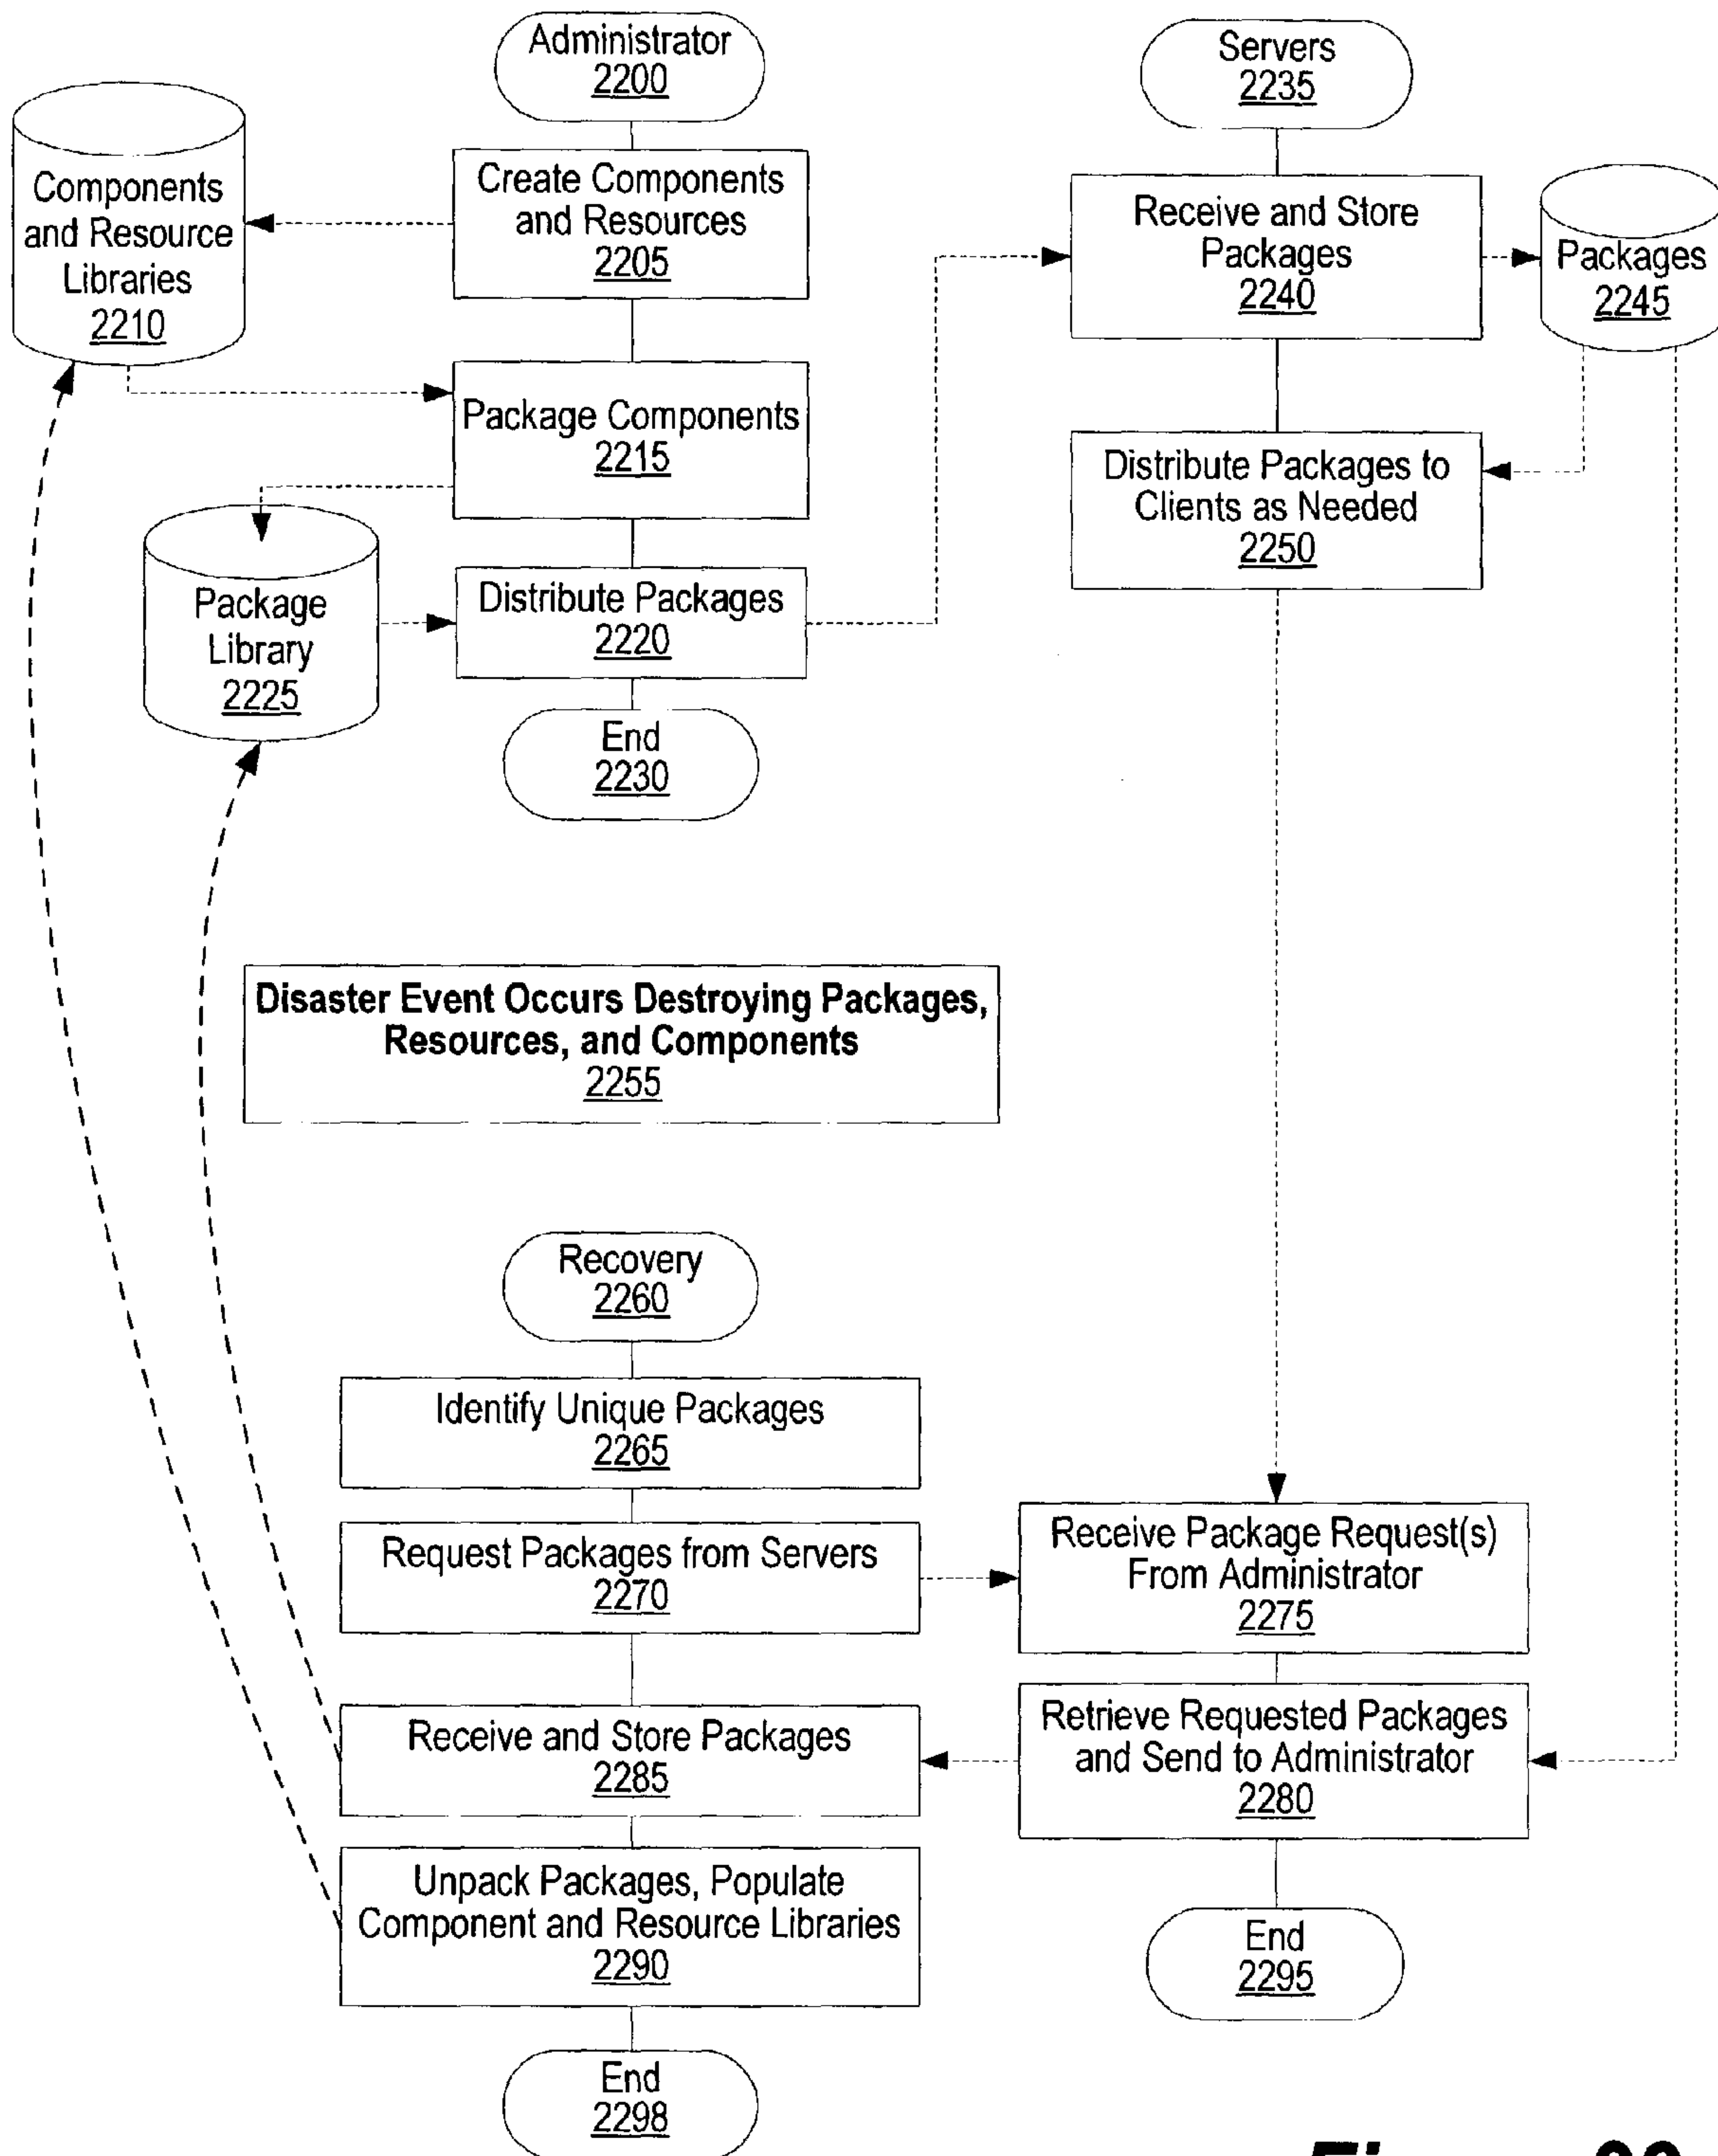 Administrator
2200
Servers
2235
Components
and Resource
Libraries
2210
Create Components
and Resources
2205
Receive and Store
Packages
2240
Packages
2245
Package Components
2215
Distribute Packages to
Clients as Needed
2250
Package
Library
2225
Distribute Packages
2220
End
2230
Disaster Event Occurs Destroying Packages,
Resources, and Components
2255
Recovery
2260
Identify Unique Packages
2265
Request Packages from Servers
2270
Receive Package Request(s)
From Administrator
2275
Receive and Store Packages
2285
Retrieve Requested Packages
and Send to Administrator
2280
Unpack Packages, Populate
Component and Resource Libraries
2290
End
2295
End
2298